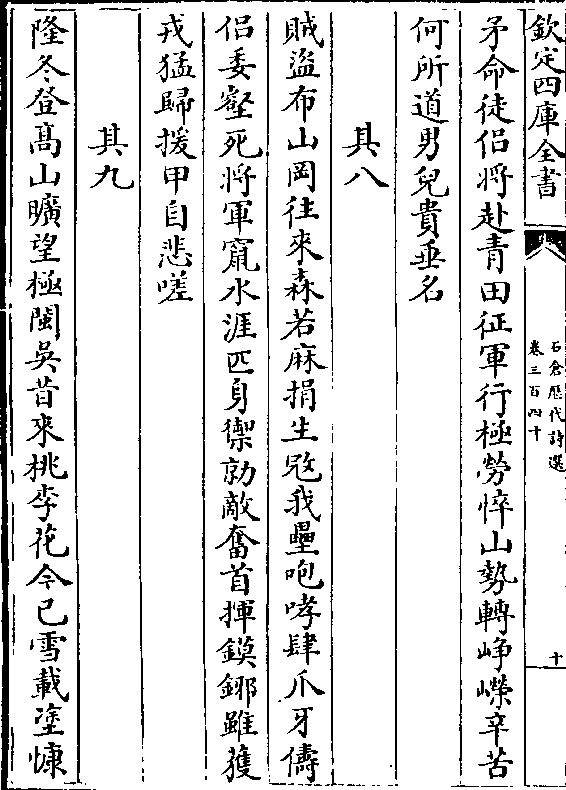 欽定四庫全書
石倉歷代詩選
卷三百四十
十
矛命徒侣將赴青田征軍行極勞悴山勢轉崢嶸辛苦
何所道男兒貴垂名
其八
賊盜布山岡往來森若麻捐生敓我壘咆哮肆爪牙儔
侣委壑死將軍竄水涯匹身禦勍敵奮首揮鏌鋣雖獲
戎猛歸援甲自悲嗟
其九
隆冬登髙山曠望極閩吳昔來桃李花今已雪載塗慷